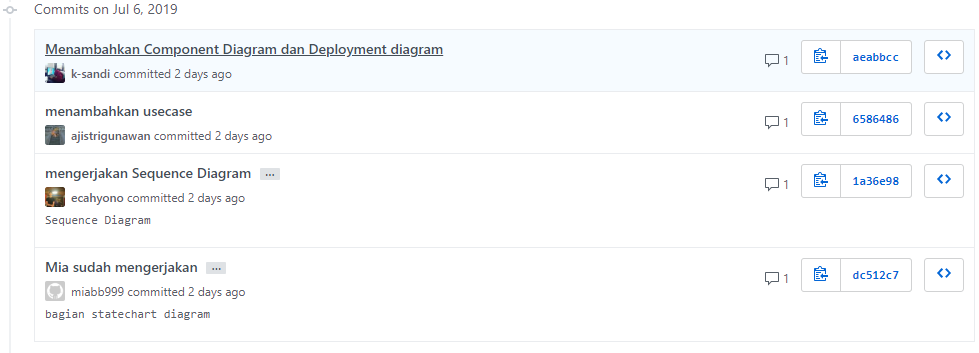 Commits on Jul 6, 2019
Menambahkan Component Diagram dan Deployment diagram
k-sandi committed 2 days ago
1
aeabbcc
menambahkan usecase
ajistrigunawan committed 2 days ago
1
6586486
mengerjakan Sequence Diagram ...
ecahyono committed 2 days ago
Sequence Diagram
1
1a36e98
Mia sudah mengerjakan ...
miabb999 committed 2 days ago
bagian statechart diagram
1
dc512c7